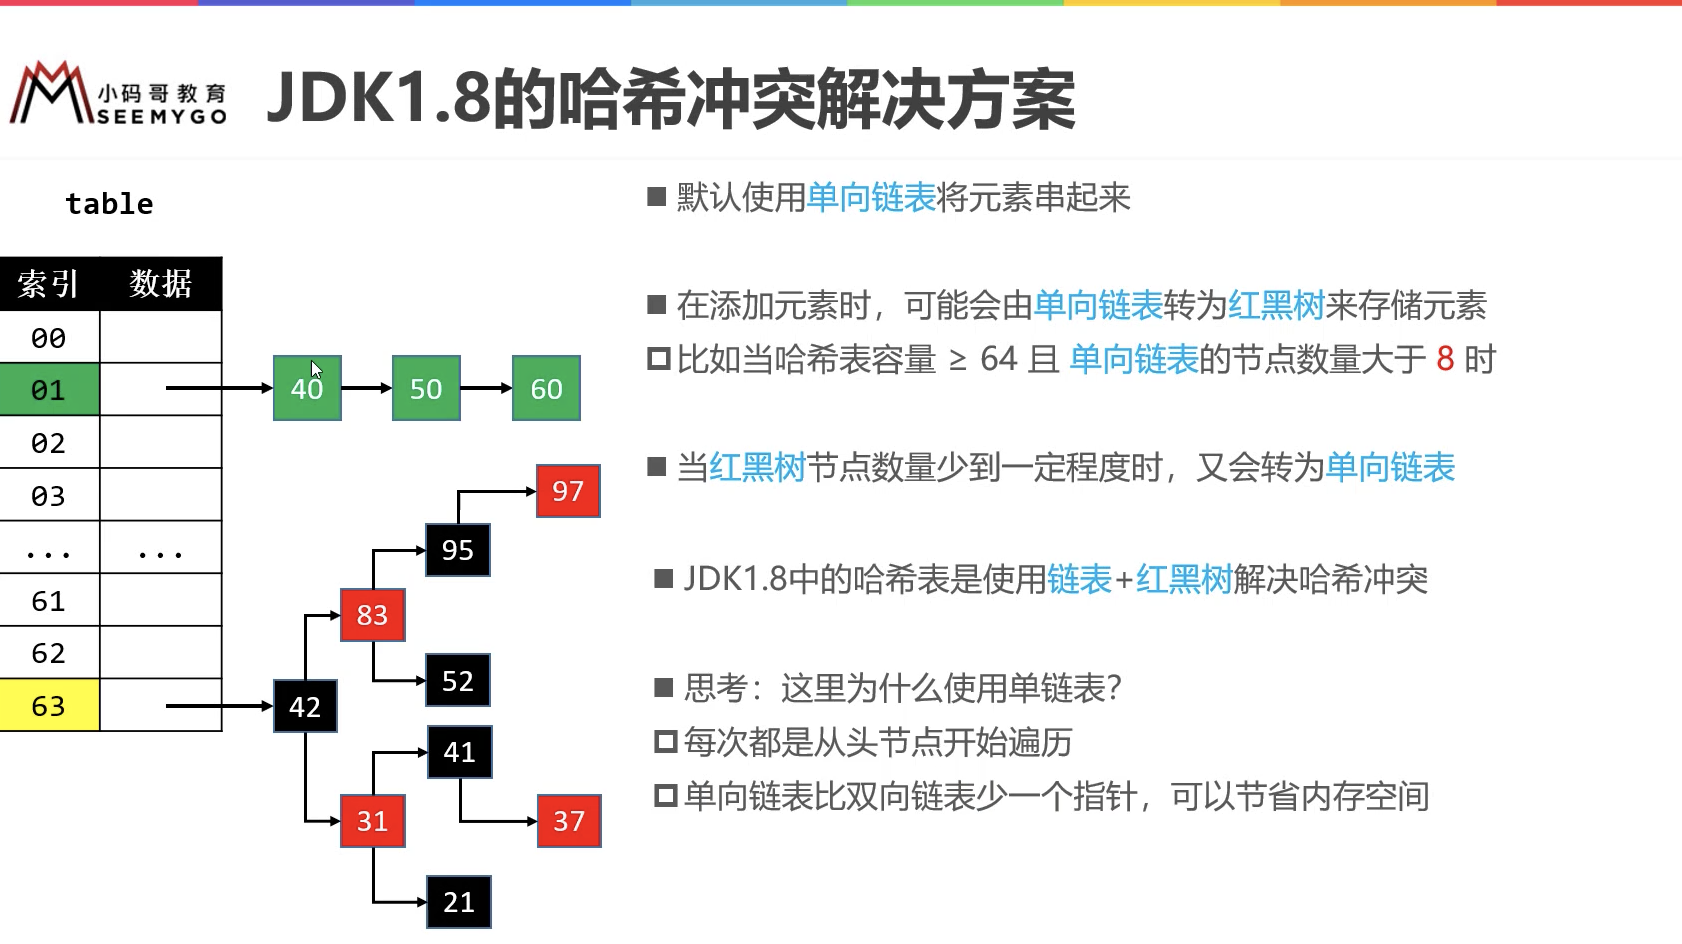 小码哥教育
SEEMYGO
JDK1.8的哈希冲突解决方案
table
索引 数据
00
01
02
03
... ...
61
62
63
40 50 60
97
95
83
52
42
41
31
37
21
■ 默认使用单向链表将元素串起来
■ 在添加元素时，可能会由单向链表转为红黑树来存储元素
□ 比如当哈希表容量 ≥ 64 且 单向链表的节点数量大于 8 时
■ 当红黑树节点数量少到一定程度时，又会转为单向链表
■ JDK1.8中的哈希表是使用链表+红黑树解决哈希冲突
■ 思考：这里为什么使用单链表？
□ 每次都是从头节点开始遍历
□ 单向链表比双向链表少一个指针，可以节省内存空间